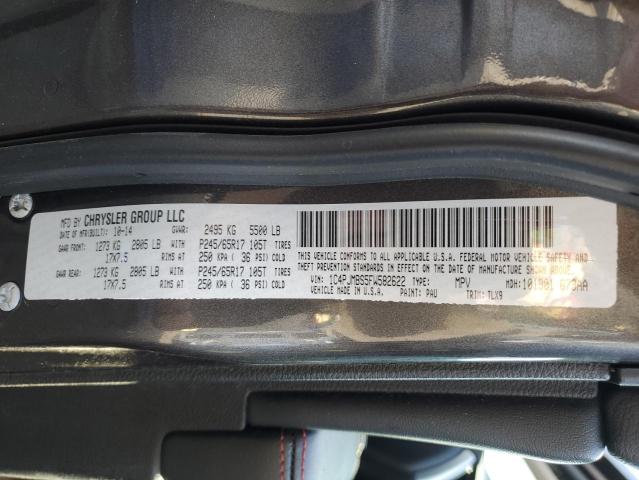 MFD BY CHRYSLER GROUP LLC
DATE OF MFR(BUILT): 10-14 GVWR: 2495 KG 5500 LB
GAWR FRONT: 1273 KG 2805 LB WITH P245/65R17 105T TIRES
17X7.5 RIMS AT 250 KPA ( 36 PSI) COLD
GAWR REAR: 1273 KG 2805 LB WITH P245/65R17 105T TIRES
17X7.5 RIMS AT 250 KPA ( 36 PSI) COLD
THIS VEHICLE CONFORMS TO ALL APPLICABLE U.S.A. FEDERAL MOTOR VEHICLE SAFETY AND
THEFT PREVENTION STANDARDS IN EFFECT ON THE DATE OF MANUFACTURE SHOWN ABOVE.
VIN: 1C4PJMBS5FW582622 TYPE: MPV MDH:
VEHICLE MADE IN U.S.A. PAINT: PAU TRIM: TLX9